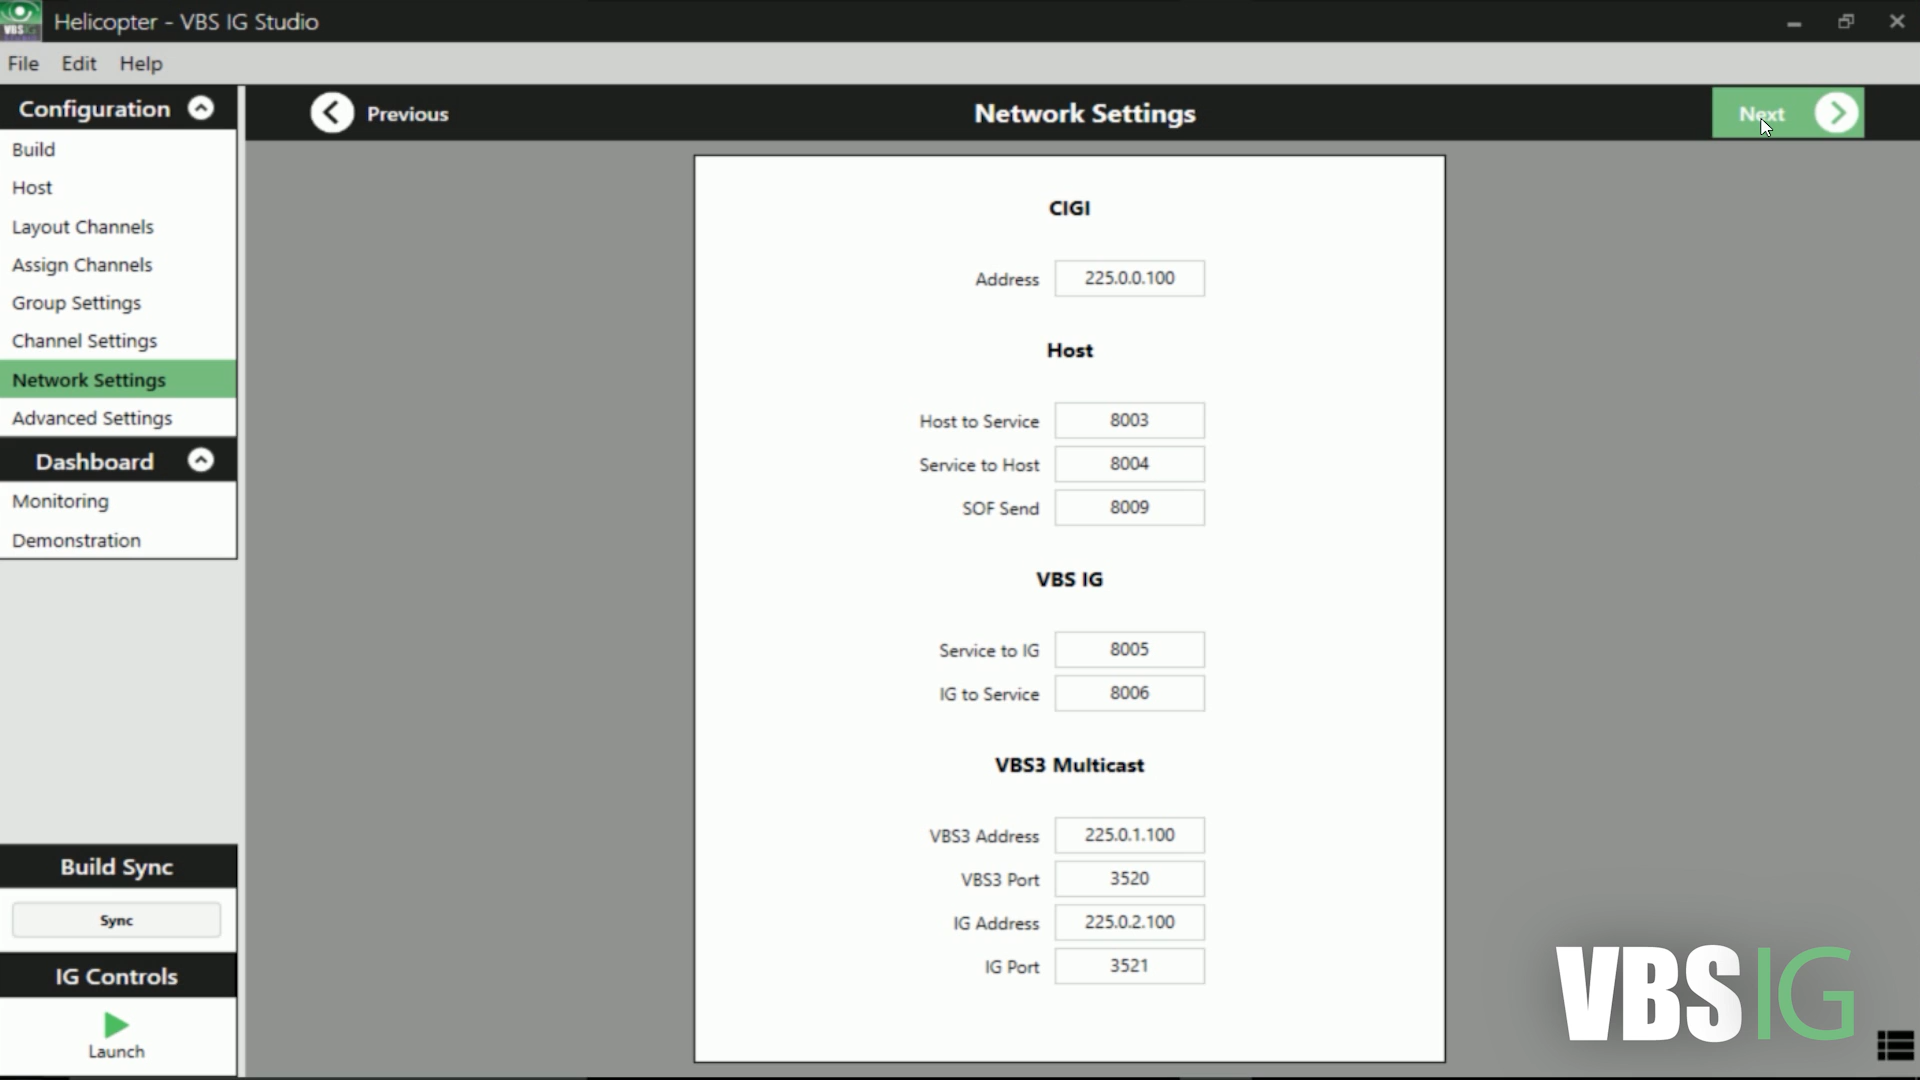 VBSIG
Helicopter - VBS IG Studio
File Edit Help
Configuration
Build
Host
Layout Channels
Assign Channels
Group Settings
Channel Settings
Network Settings
Advanced Settings
Dashboard
Monitoring
Demonstration
Build Sync
Sync
IG Controls
Launch
Previous
Network Settings
Next
CIGI
Address 225.0.0.100
Host
Host to Service 8003
Service to Host 8004
SOF Send 8009
VBS IG
Service to IG 8005
IG to Service 8006
VBS3 Multicast
VBS3 Address 225.0.1.100
VBS3 Port 3520
IG Address 225.0.2.100
IG Port 3521
VBSIG